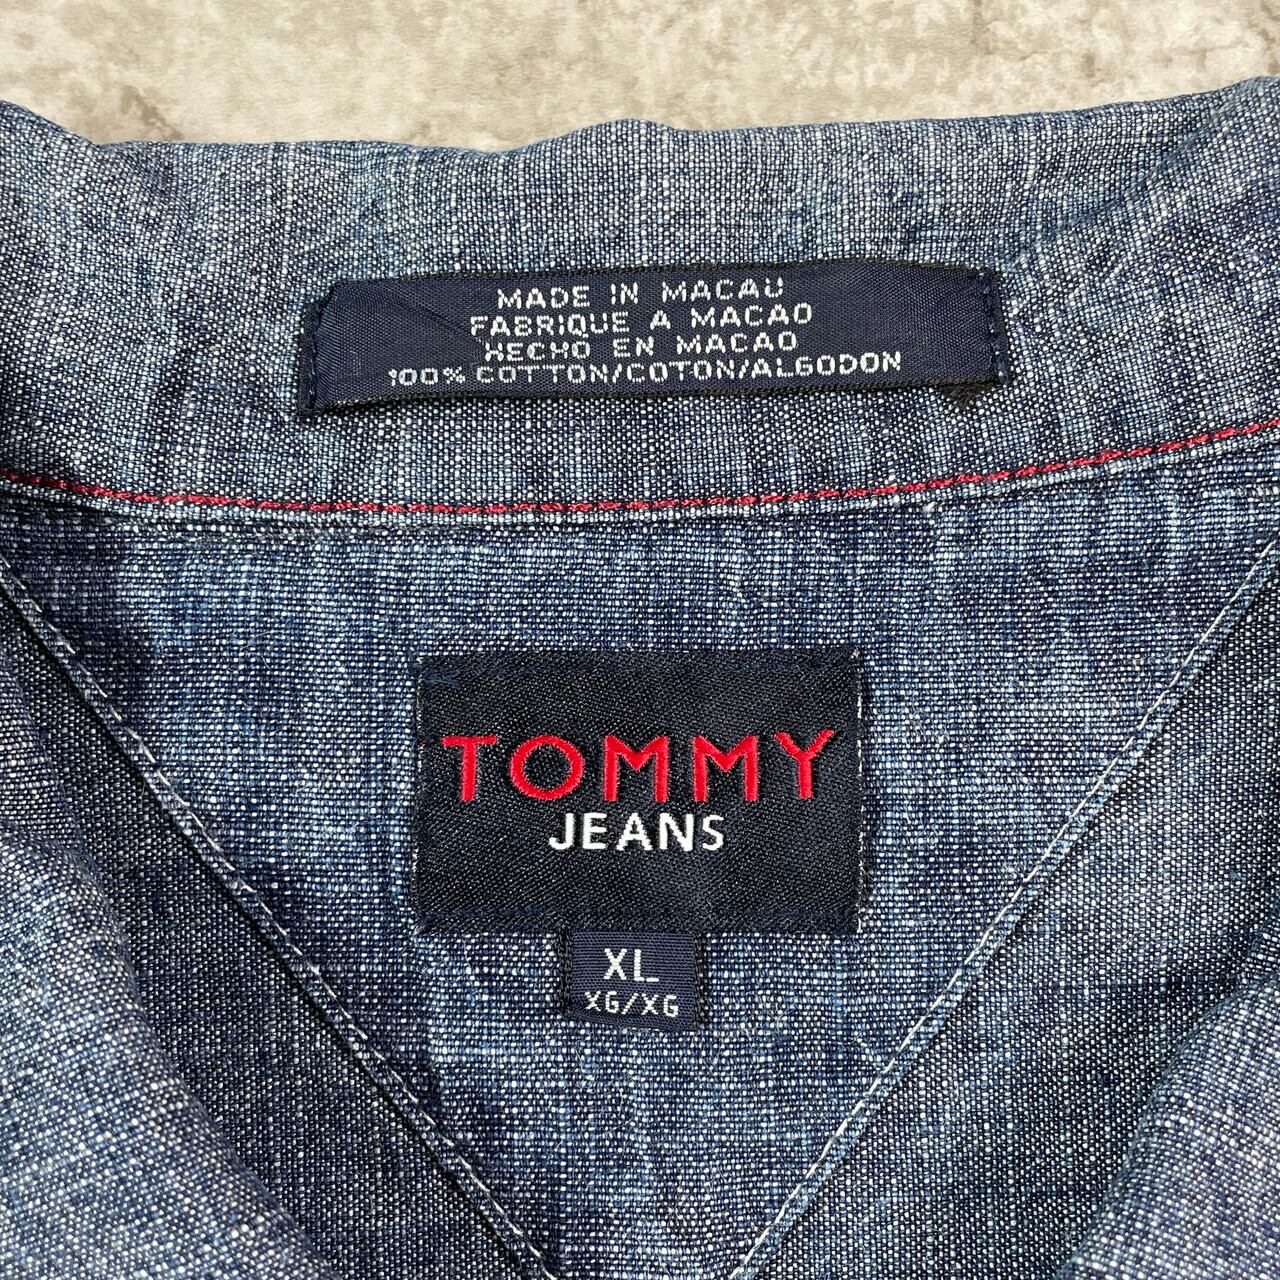 MADE IN MACAU
FABRIQUE A MACAO
HECHO EN MACAO
100% COTTON/COTON/ALGODON
TOMMY
JEANS
XL
XG/XG